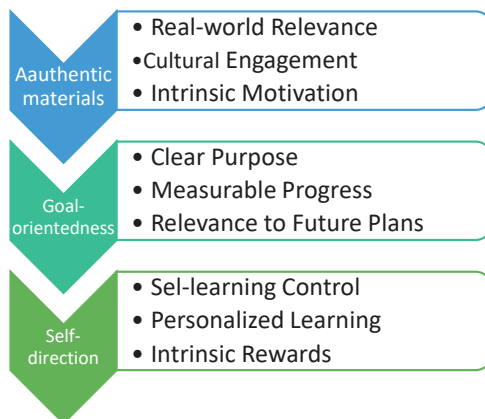 Aauthentic
materials
• Real-world Relevance
•Cultural Engagement
• Intrinsic Motivation
Goal-
orientedness
• Clear Purpose
• Measurable Progress
• Relevance to Future Plans
Self-
direction
• Sel-learning Control
• Personalized Learning
• Intrinsic Rewards